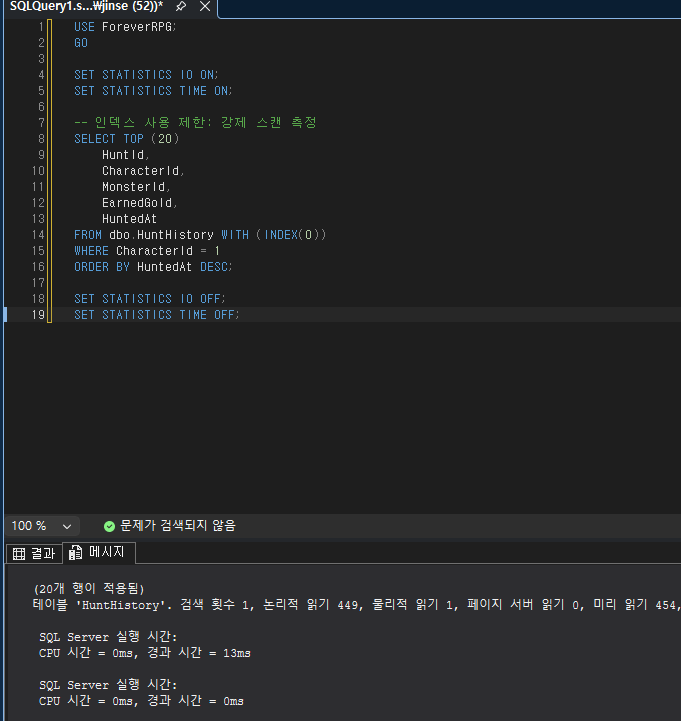 SQLQuery1.s...₩jinse (52))*
1 USE ForeverRPG;
2 GO
3
4 SET STATISTICS IO ON;
5 SET STATISTICS TIME ON;
6
7 -- 인덱스 사용 제한: 강제 스캔 측정
8 SELECT TOP (20)
9 HuntId,
10 CharacterId,
11 MonsterId,
12 EarnedGold,
13 HuntedAt
14 FROM dbo.HuntHistory WITH (INDEX(0))
15 WHERE CharacterId = 1
16 ORDER BY HuntedAt DESC;
17
18 SET STATISTICS IO OFF;
19 SET STATISTICS TIME OFF;
100 % 문제가 검색되지 않음
결과 메시지
(20개 행이 적용됨)
테이블 'HuntHistory'. 검색 횟수 1, 논리적 읽기 449, 물리적 읽기 1, 페이지 서버 읽기 0, 미리 읽기 454,
SQL Server 실행 시간:
CPU 시간 = 0ms, 경과 시간 = 13ms
SQL Server 실행 시간:
CPU 시간 = 0ms, 경과 시간 = 0ms